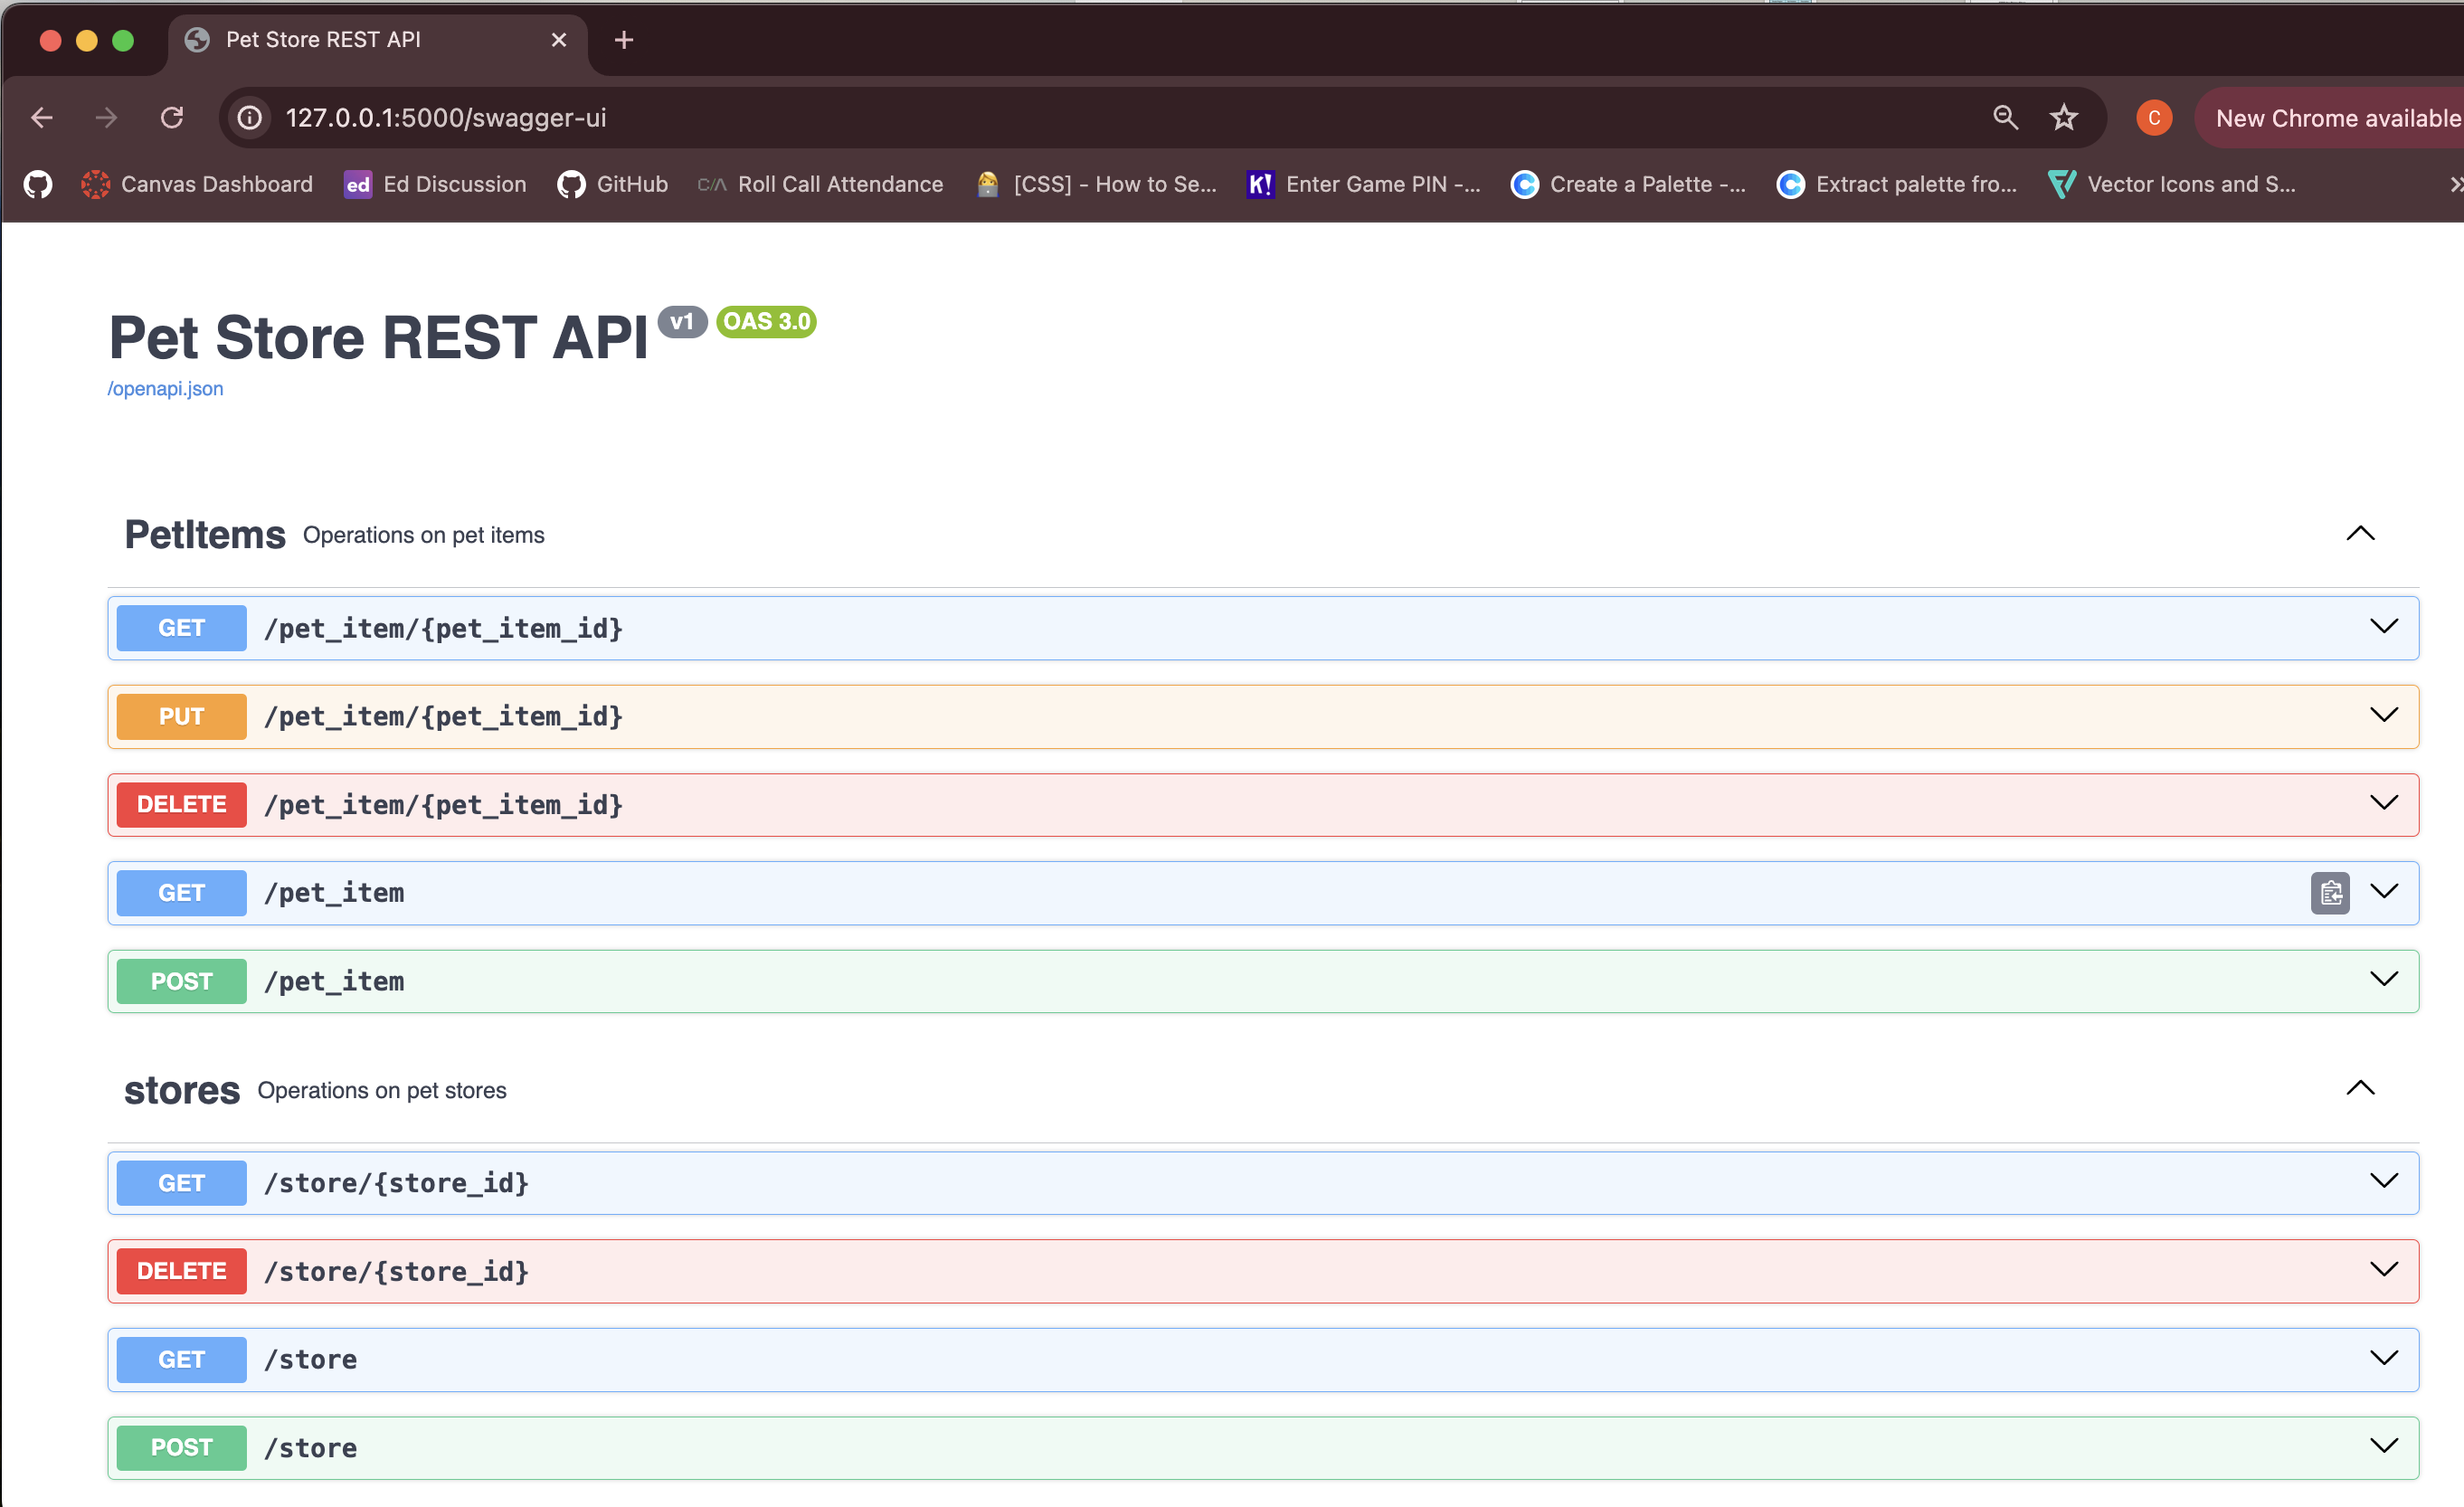 Pet Store REST API
127.0.0.1:5000/swagger-ui
C
New Chrome available
Canvas Dashboard
ed Ed Discussion
GitHub
C/A Roll Call Attendance
[CSS] - How to Se...
K! Enter Game PIN -...
Create a Palette -...
Extract palette fro...
Vector Icons and S...
Pet Store REST API v1 OAS 3.0
/openapi.json
PetItems Operations on pet items
GET /pet_item/{pet_item_id}
PUT /pet_item/{pet_item_id}
DELETE /pet_item/{pet_item_id}
GET /pet_item
POST /pet_item
stores Operations on pet stores
GET /store/{store_id}
DELETE /store/{store_id}
GET /store
POST /store